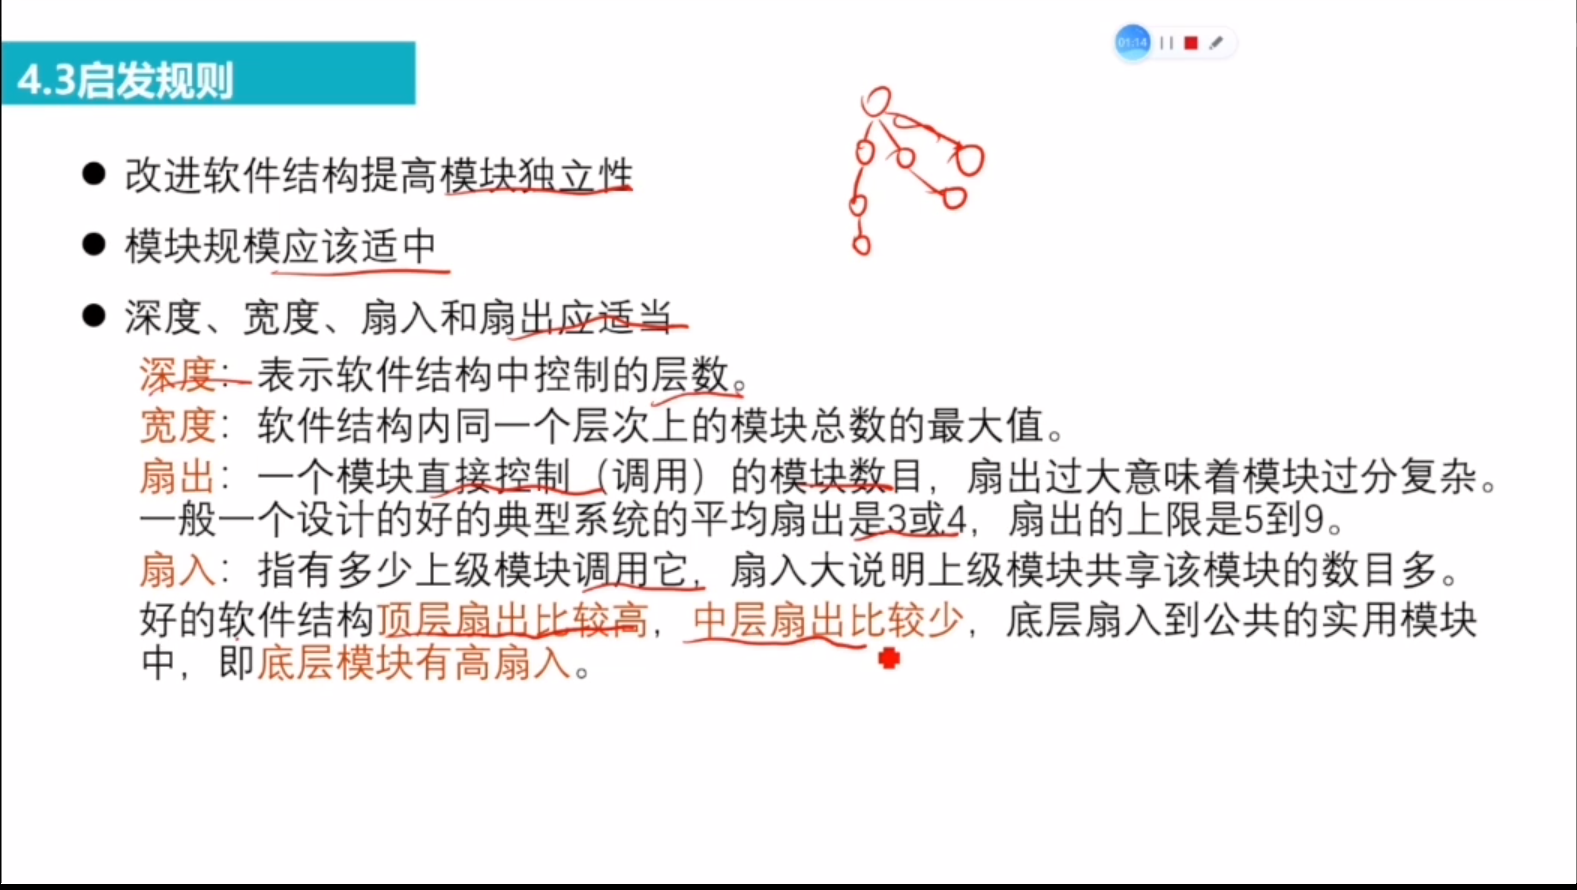 01:14
4.3启发规则
改进软件结构提高模块独立性
模块规模应该适中
深度、宽度、扇入和扇出应适当
深度：表示软件结构中控制的层数。
宽度：软件结构内同一个层次上的模块总数的最大值。
扇出：一个模块直接控制（调用）的模块数目，扇出过大意味着模块过分复杂。
一般一个设计的好的典型系统的平均扇出是3或4，扇出的上限是5到9。
扇入：指有多少上级模块调用它，扇入大说明上级模块共享该模块的数目多。
好的软件结构顶层扇出比较高，中层扇出比较少，底层扇入到公共的实用模块
中，即底层模块有高扇入。